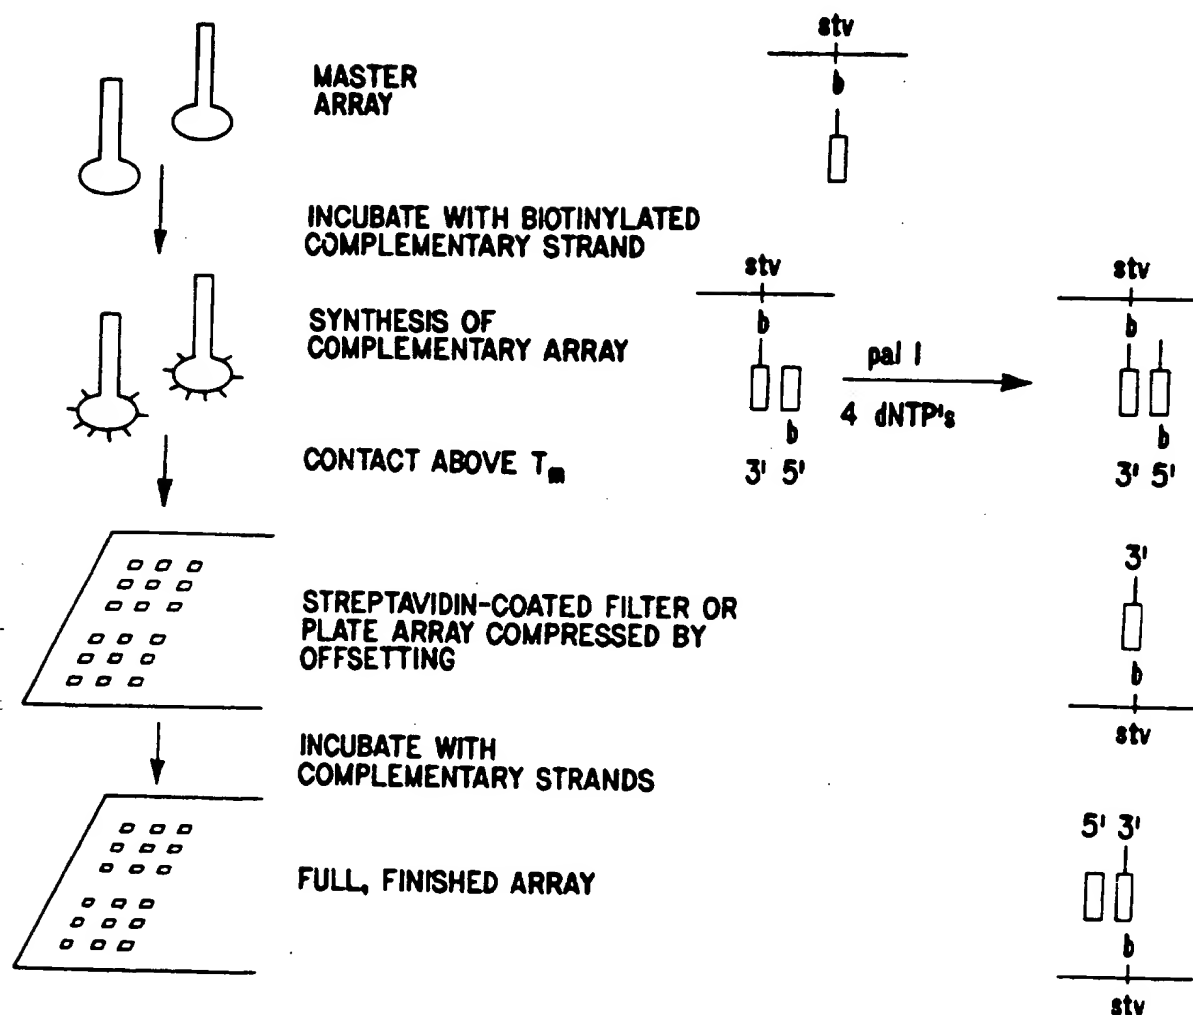 stv
MASTER
ARRAY
b
INCUBATE WITH BIOTINYLATED
COMPLEMENTARY STRAND
stv
stv
SYNTHESIS OF
COMPLEMENTARY ARRAY
b
b
pal I
4 dNTP's
b
b
CONTACT ABOVE Tm
3' 5'
3' 5'
3'
STREPTAVIDIN-COATED FILTER OR
PLATE ARRAY COMPRESSED BY
OFFSETTING
b
stv
INCUBATE WITH
COMPLEMENTARY STRANDS
5' 3'
FULL, FINISHED ARRAY
b
stv